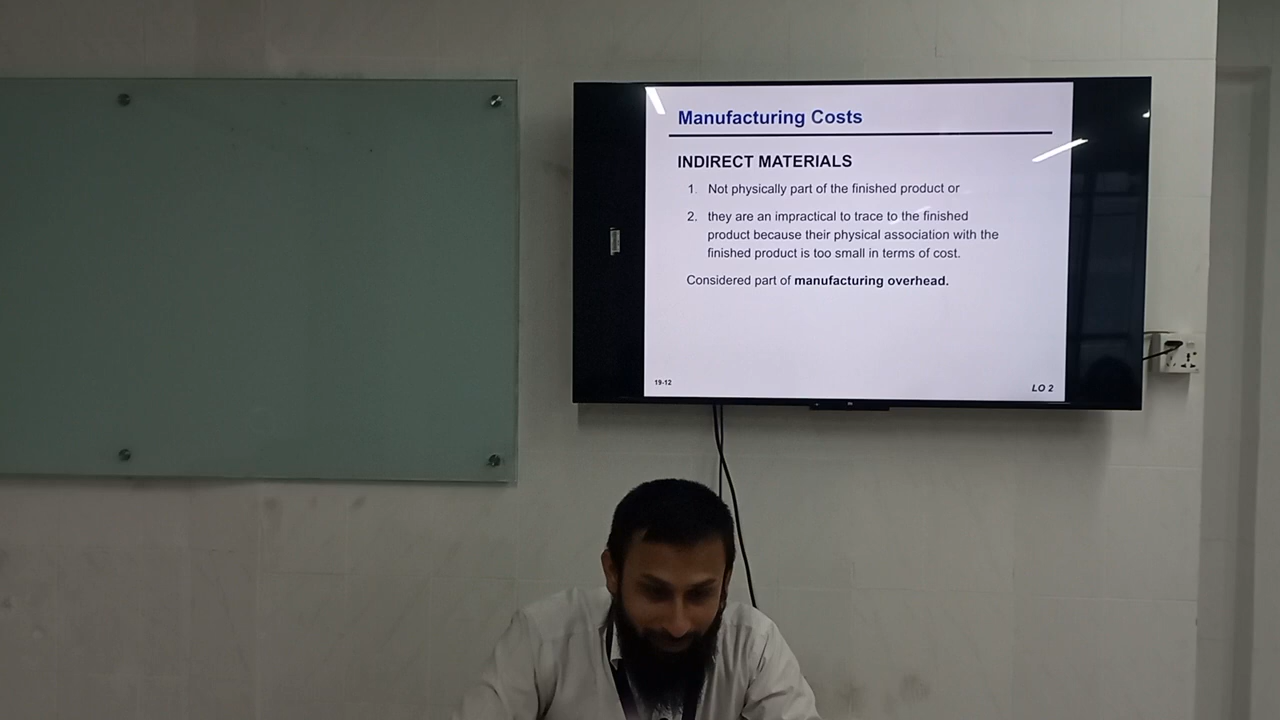 Manufacturing Costs
INDIRECT MATERIALS
1. Not physically part of the finished product or
2. they are an impractical to trace to the finished
product because their physical association with the
finished product is too small in terms of cost.
Considered part of manufacturing overhead.
19-12
LO 2